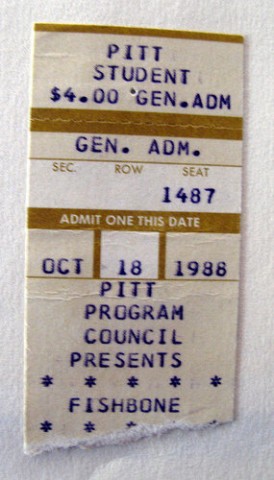 PITT
STUDENT
$4.00 GEN.ADM
GEN. ADM.
SEC. ROW SEAT
1487
ADMIT ONE THIS DATE
OCT 18 1988
PITT
PROGRAM
COUNCIL
PRESENTS
* * * * *
FISHBONE
* * * * *